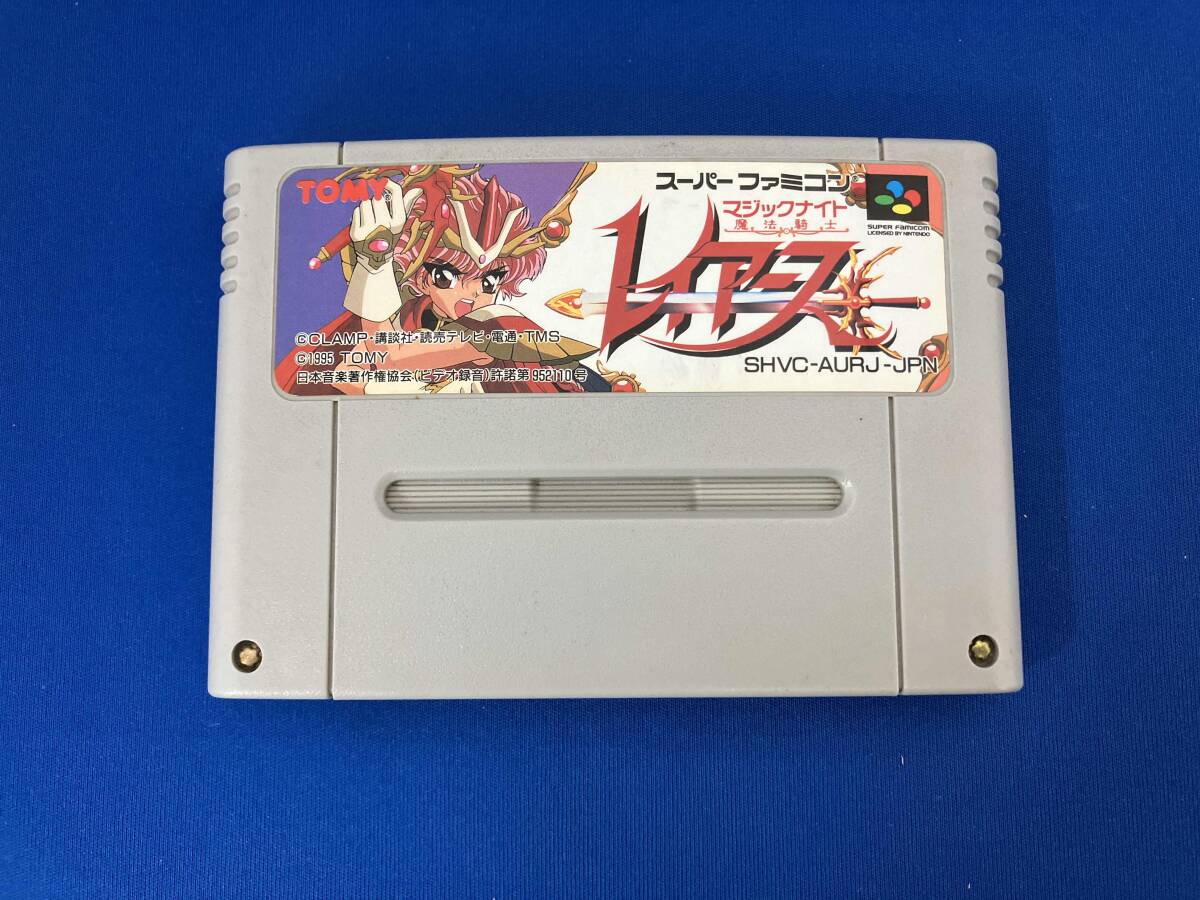 TOMY®
スーパーファミコン®
SUPER FAMICOM
LICENSED BY NINTENDO
マジックナイト
魔法騎士
レイアース
©CLAMP・講談社・読売テレビ・電通・TMS
©1995 TOMY
日本音楽著作権協会(ビデオ録音)許諾第952110号
SHVC-AURJ-JPN